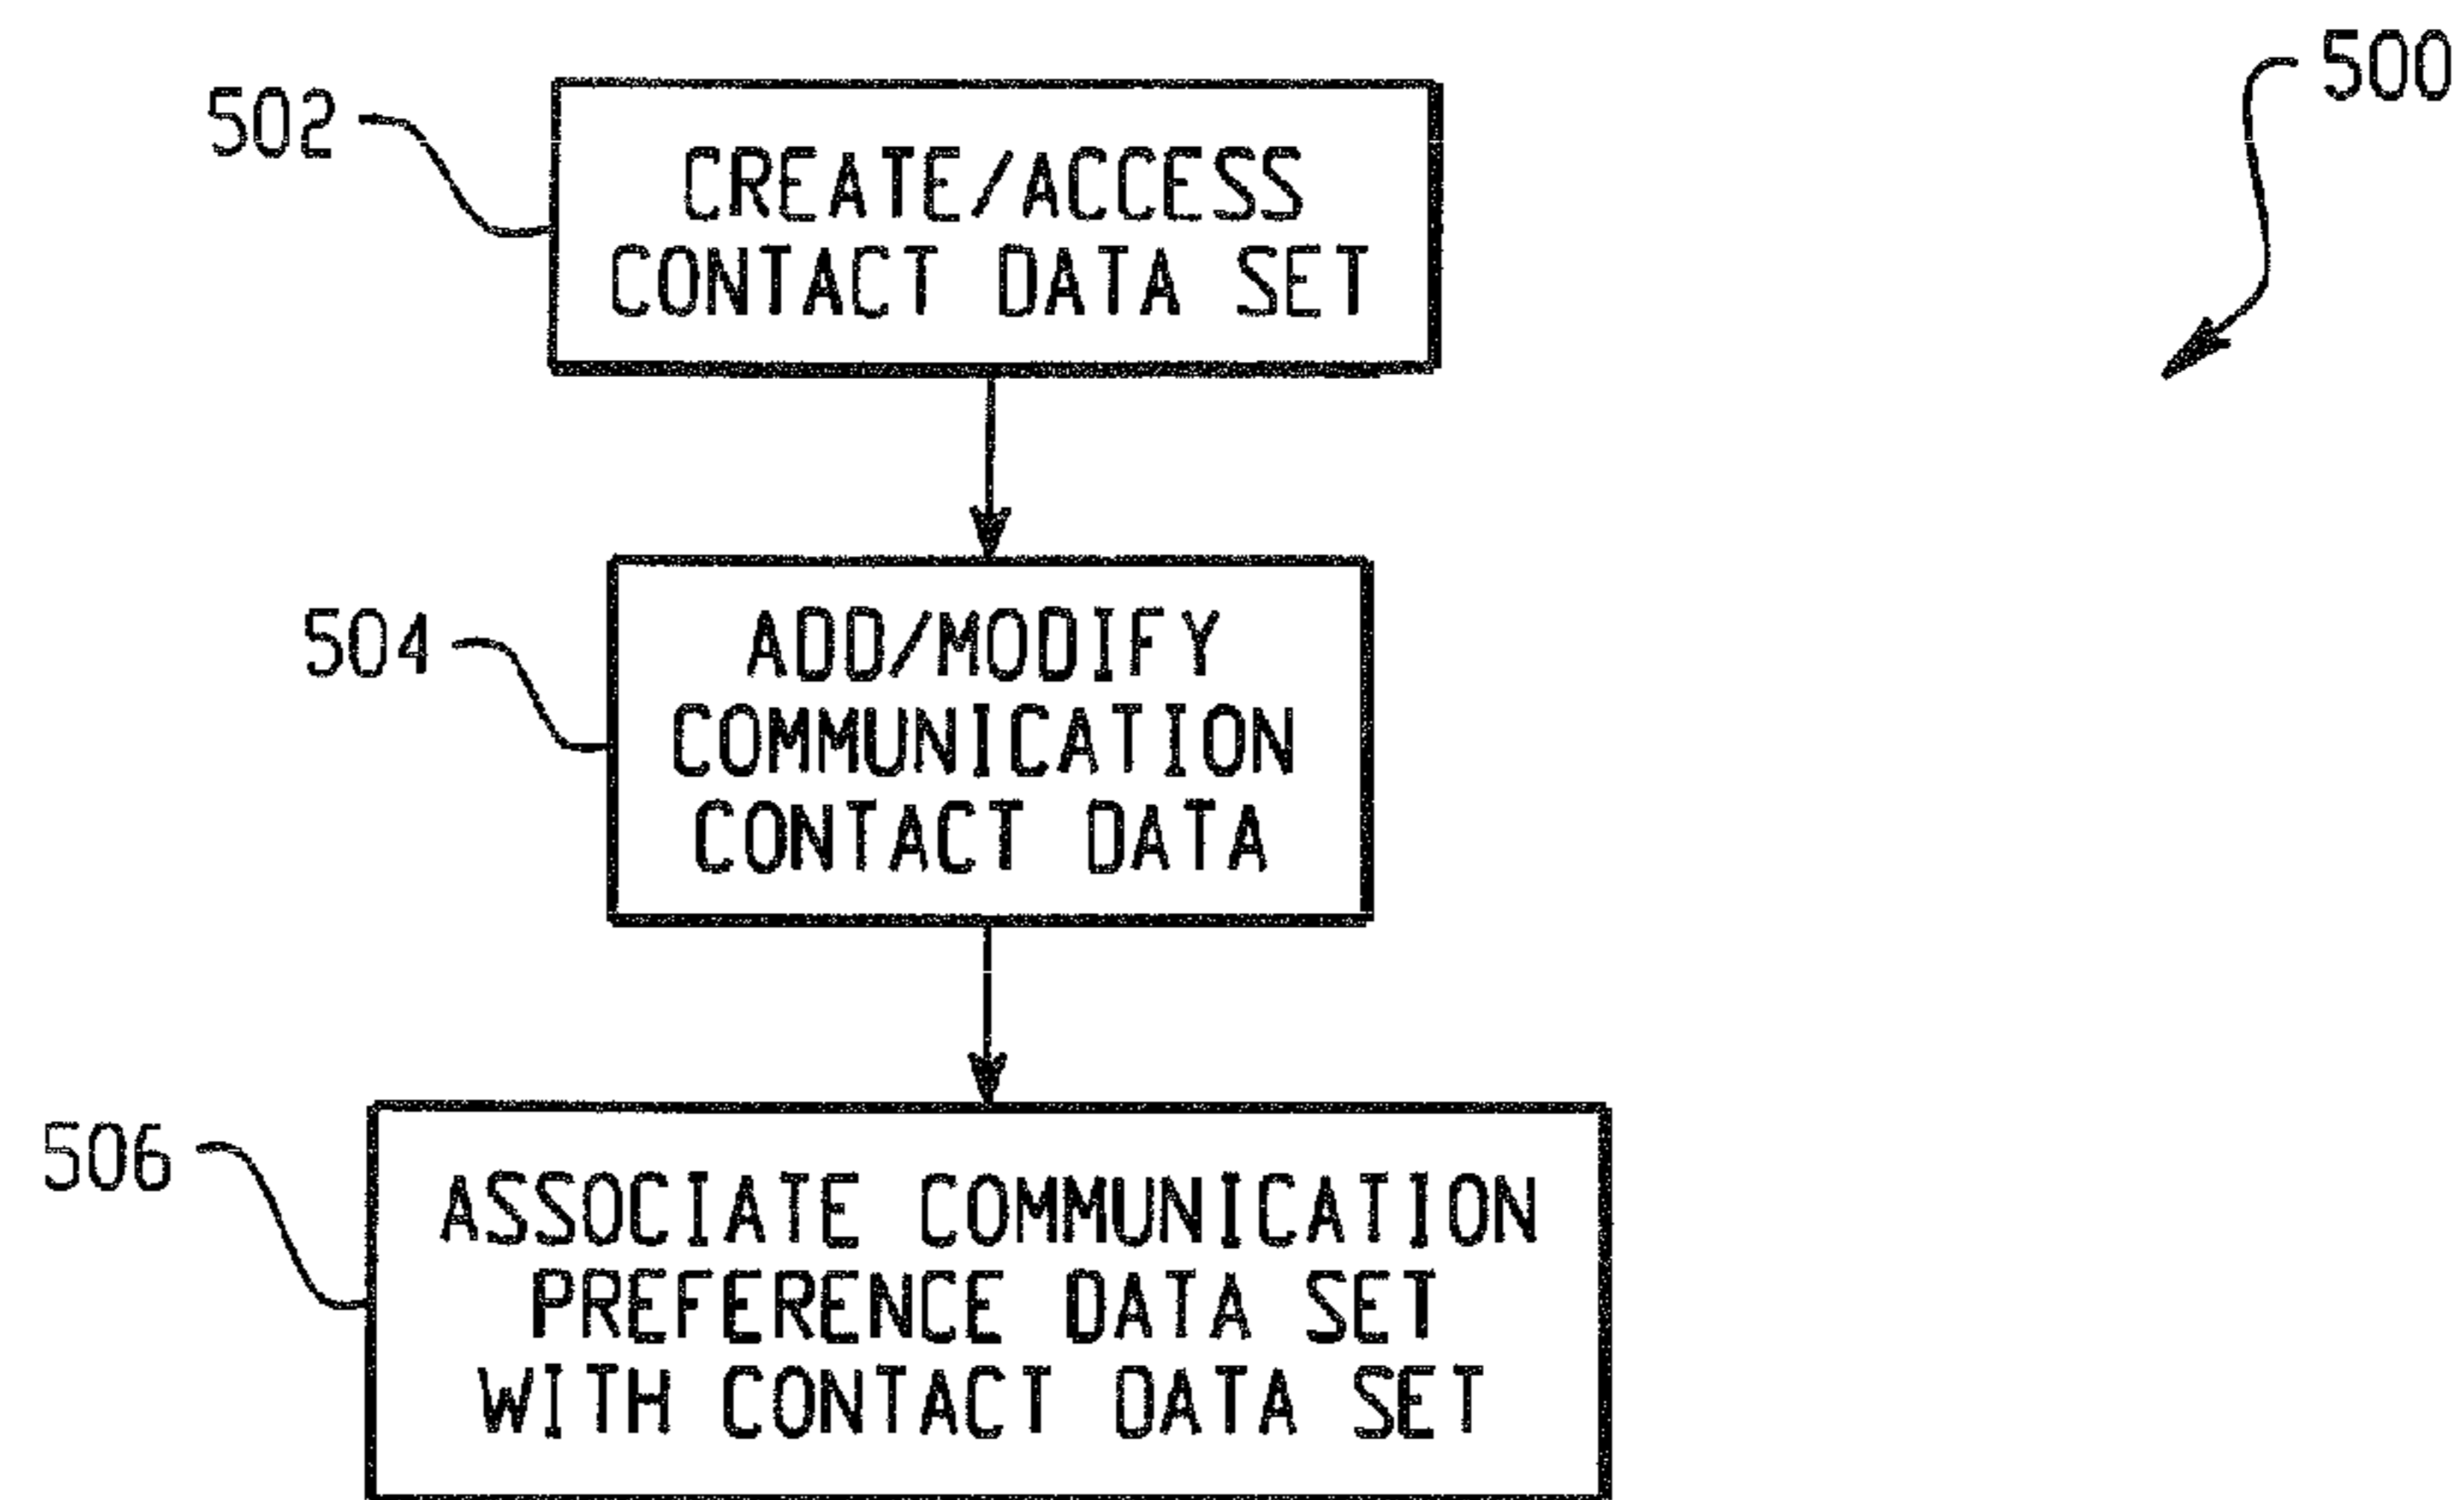 500
502
CREATE/ACCESS
CONTACT DATA SET
504
ADD/MODIFY
COMMUNICATION
CONTACT DATA
506
ASSOCIATE COMMUNICATION
PREFERENCE DATA SET
WITH CONTACT DATA SET